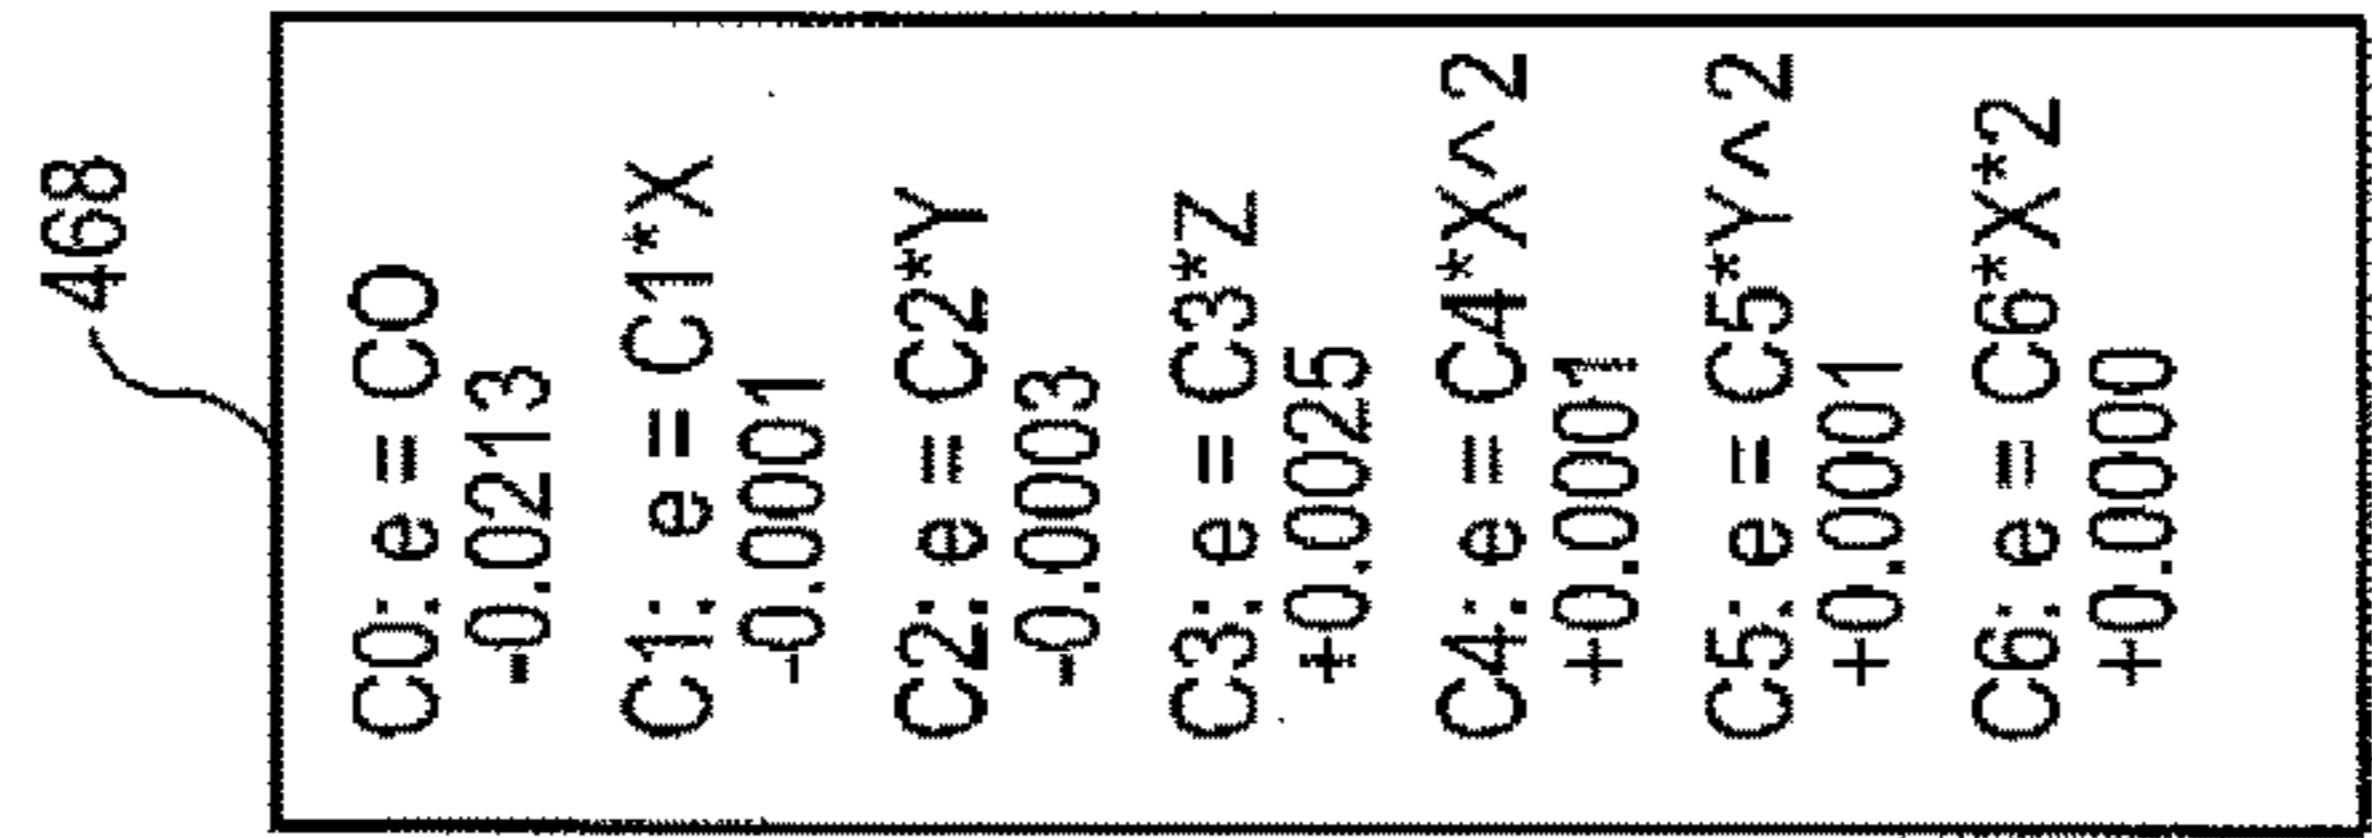 468
C0: e = CO
-0.0213
C1: e = C1*X
-0.0001
C2: e = C2*Y
-0.0003
C3: e = C3*Z
+0.0025
C4: e = C4*X^2
+0.0001
C5: e = C5*Y^2
+0.0001
C6: e = C6*X*2
+0.0000